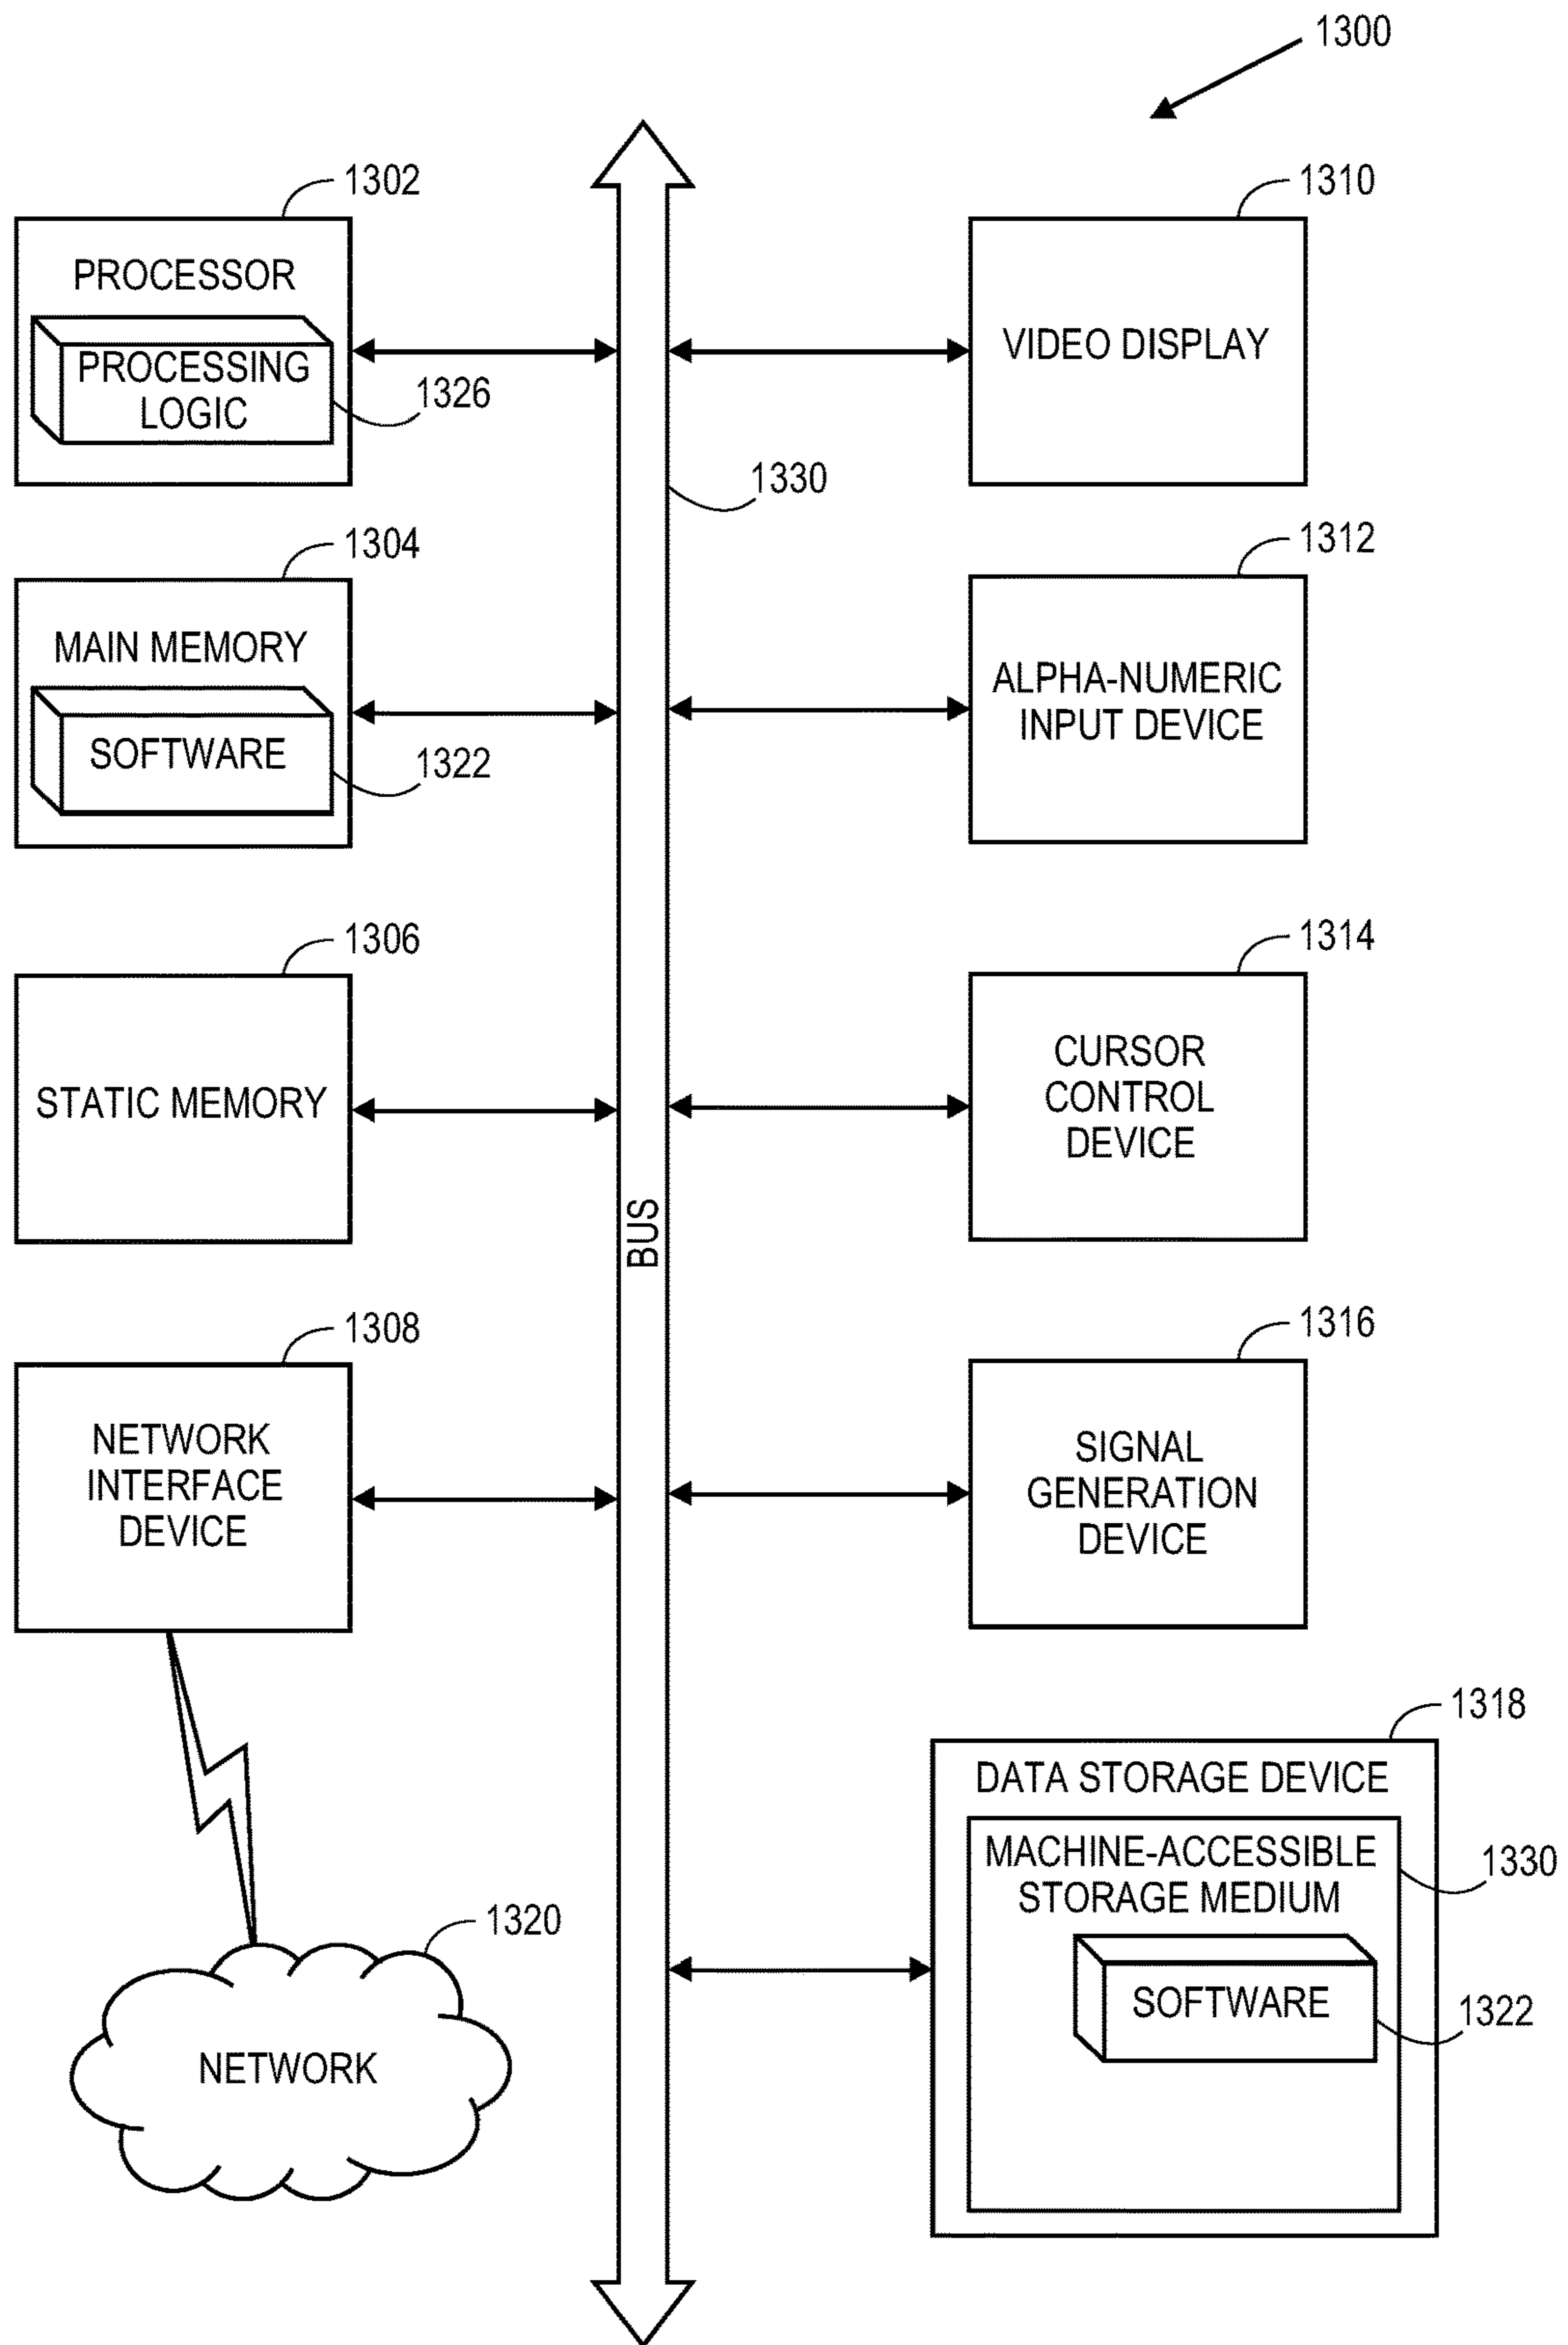 1300
1302
PROCESSOR
PROCESSING
LOGIC
1326
1310
VIDEO DISPLAY
1330
1304
MAIN MEMORY
SOFTWARE
1322
1312
ALPHA-NUMERIC
INPUT DEVICE
1306
STATIC MEMORY
1314
CURSOR
CONTROL
DEVICE
BUS
1308
NETWORK
INTERFACE
DEVICE
1316
SIGNAL
GENERATION
DEVICE
1318
DATA STORAGE DEVICE
MACHINE-ACCESSIBLE
STORAGE MEDIUM
1330
SOFTWARE
1322
1320
NETWORK